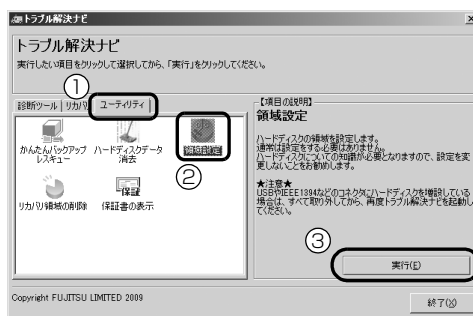 トラブル解決ナビ
トラブル解決ナビ
実行したい項目をクリックして選択してから、「実行」をクリックしてください。
①
診断ツール リカバリ ユーティリティ
かんたんバックアップ
レスキュー
ハードディスクデータ
消去
領域設定
②
リカバリ領域の削除
保証
保証書の表示
【項目の説明】
領域設定
ハードディスクの領域を設定します。
通常は設定をする必要はありません。
ハードディスクについての知識が必要となりますので、設定を変
更しないことをお勧めします。
★注意★
USBやIEEE1394などのコネクタにハードディスクを増設している
場合は、すべて取り外してから、再度トラブル解決ナビを起動し
てください。
③
実行(E)
Copyright FUJITSU LIMITED 2009
終了(X)